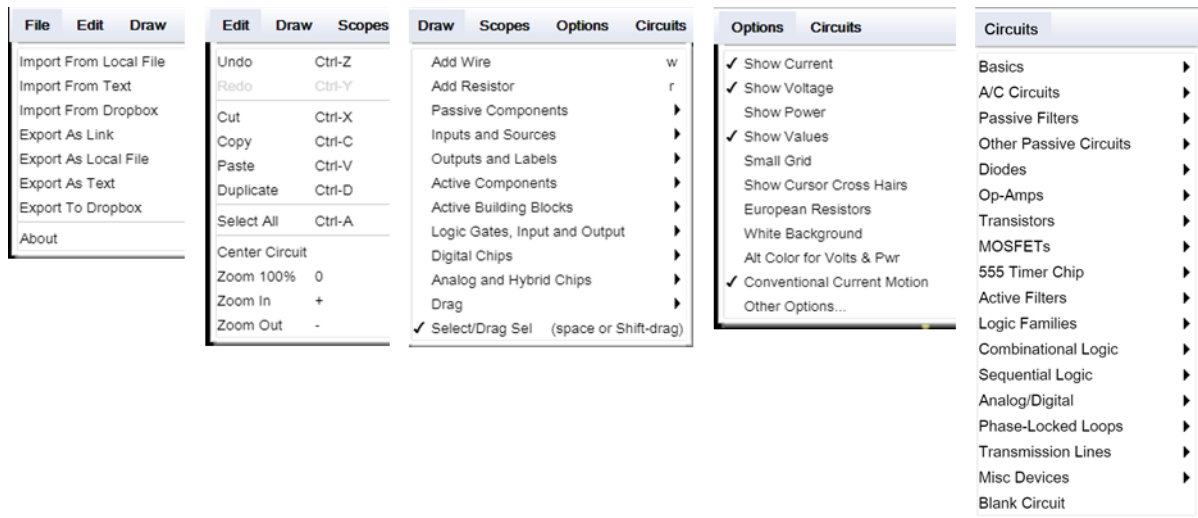 File Edit Draw
Import From Local File
Import From Text
Import From Dropbox
Export As Link
Export As Local File
Export As Text
Export To Dropbox
About
Edit Draw Scopes
Undo Ctrl-Z
Redo Ctrl-Y
Cut Ctrl-X
Copy Ctrl-C
Paste Ctrl-V
Duplicate Ctrl-D
Select All Ctrl-A
Center Circuit
Zoom 100% 0
Zoom In +
Zoom Out -
Draw Scopes Options Circuits
Add Wire w
Add Resistor r
Passive Components
Inputs and Sources
Outputs and Labels
Active Components
Active Building Blocks
Logic Gates, Input and Output
Digital Chips
Analog and Hybrid Chips
Drag
✓ Select/Drag Sel (space or Shift-drag)
Options Circuits
✓ Show Current
✓ Show Voltage
Show Power
✓ Show Values
Small Grid
Show Cursor Cross Hairs
European Resistors
White Background
Alt Color for Volts & Pwr
✓ Conventional Current Motion
Other Options...
Circuits
Basics
A/C Circuits
Passive Filters
Other Passive Circuits
Diodes
Op-Amps
Transistors
MOSFETs
555 Timer Chip
Active Filters
Logic Families
Combinational Logic
Sequential Logic
Analog/Digital
Phase-Locked Loops
Transmission Lines
Misc Devices
Blank Circuit